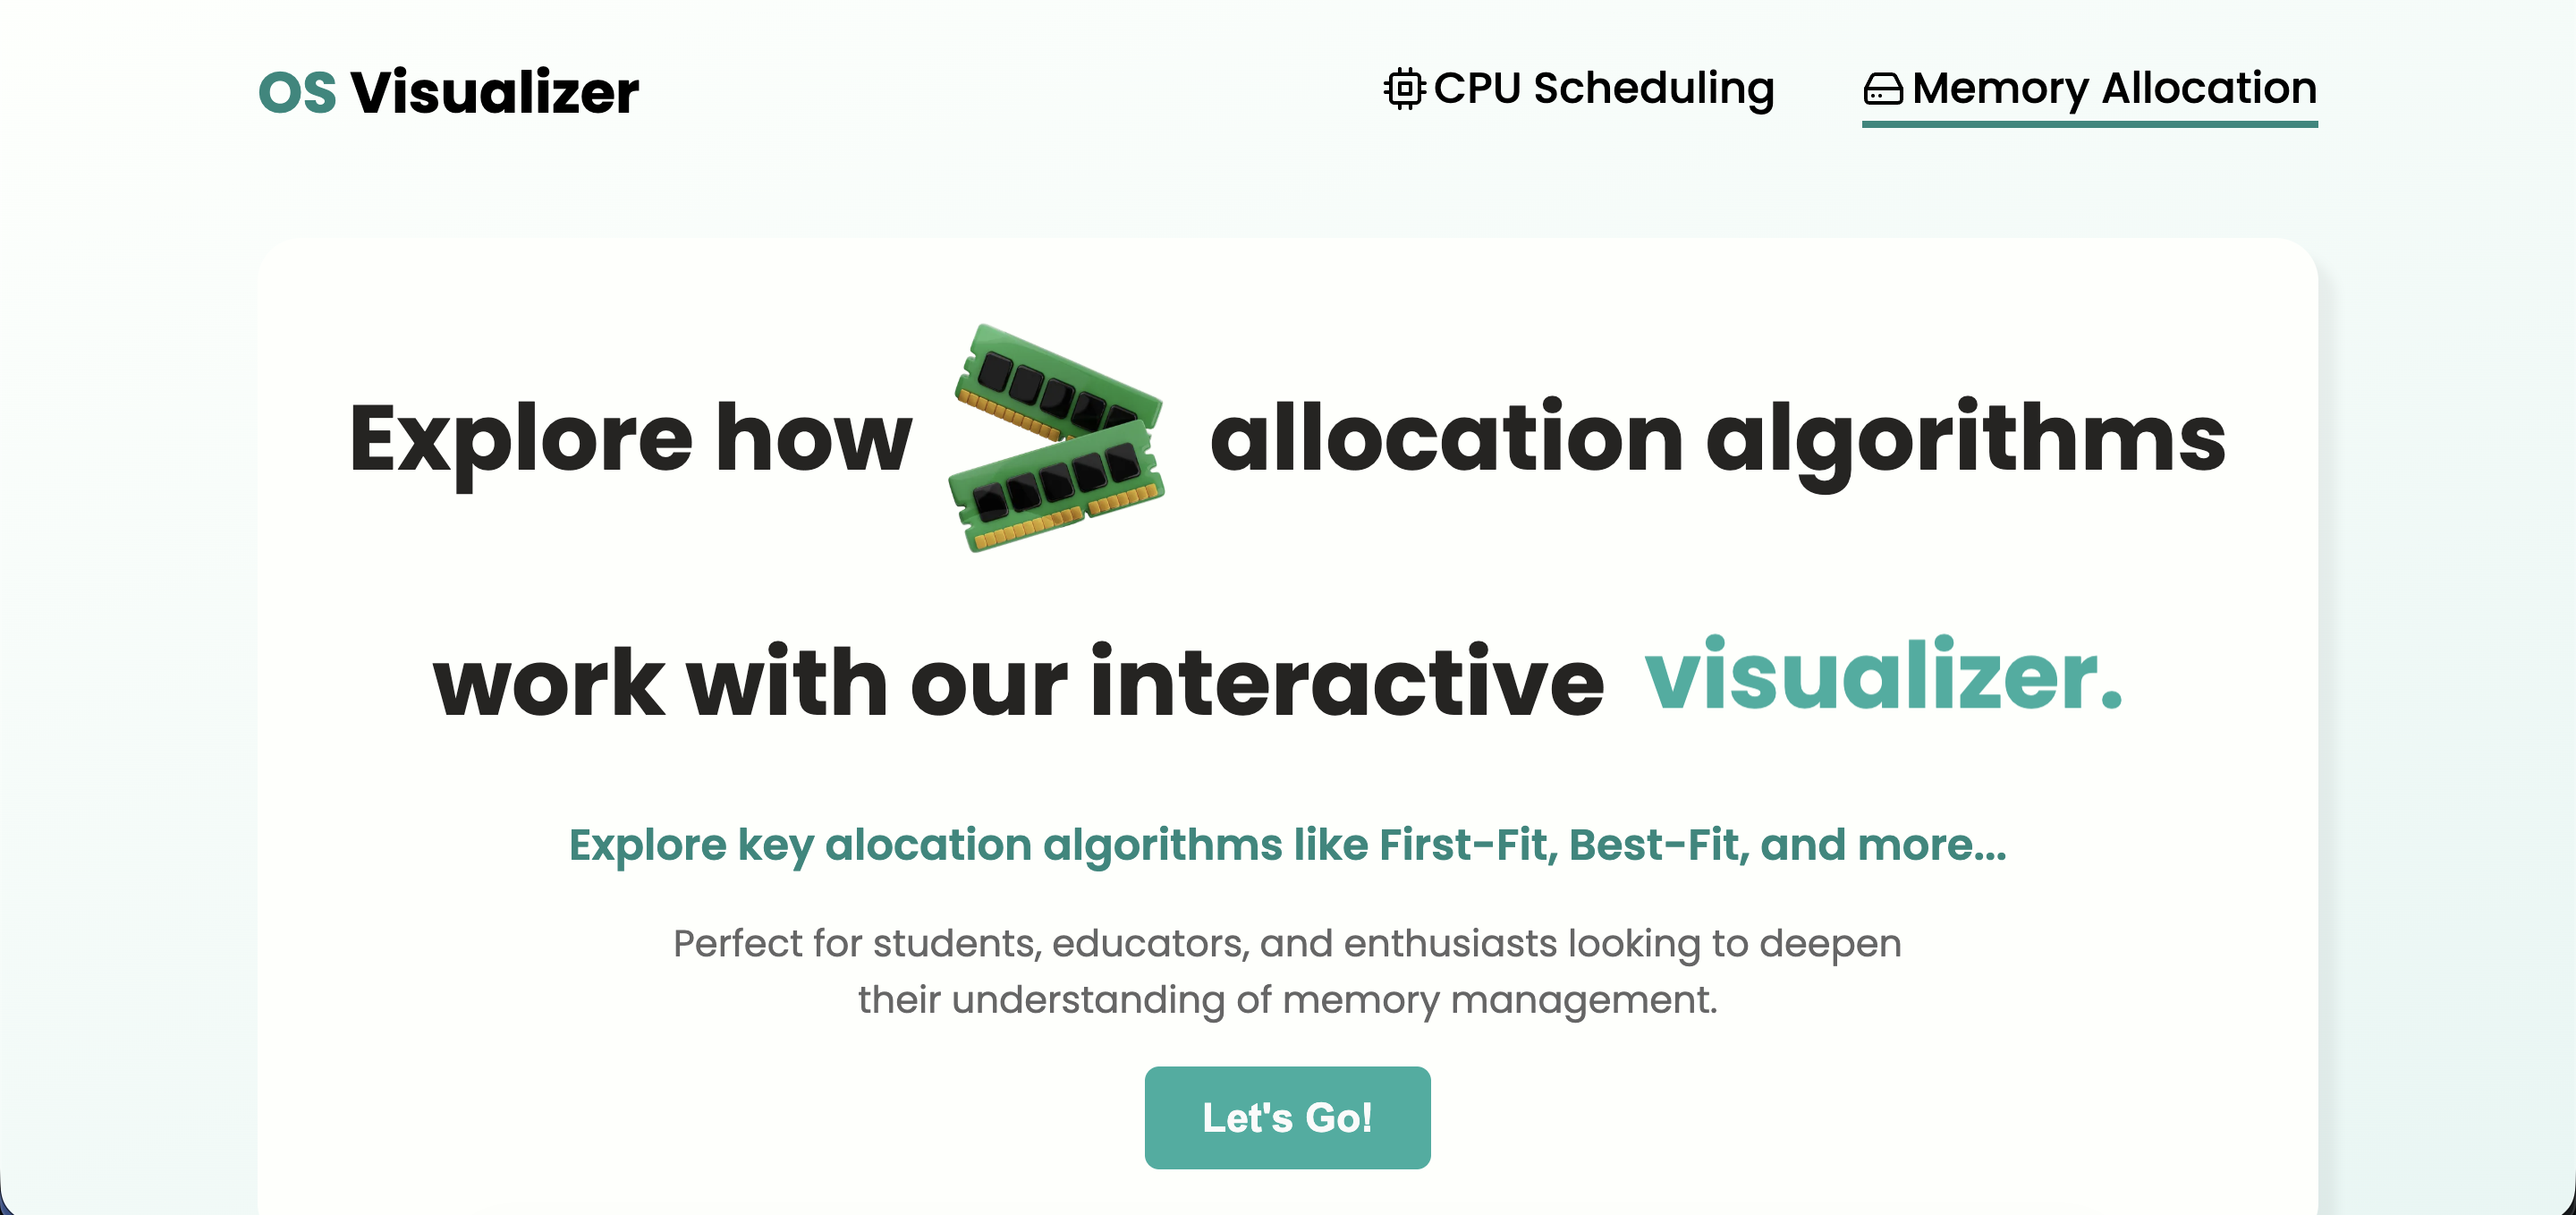 OS Visualizer
CPU Scheduling
Memory Allocation
Explore how allocation algorithms
work with our interactive visualizer.
Explore key alocation algorithms like First-Fit, Best-Fit, and more...
Perfect for students, educators, and enthusiasts looking to deepen
their understanding of memory management.
Let's Go!